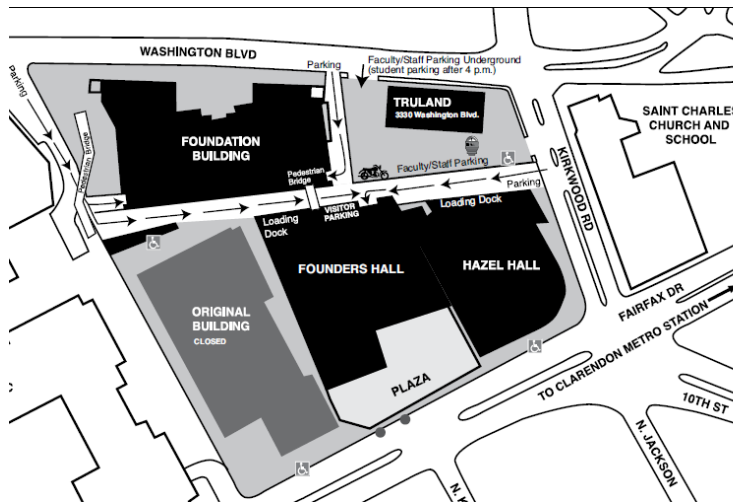 WASHINGTON BLVD
Parking
Parking
Faculty/Staff Parking Underground
(student parking after 4 p.m.)
TRULAND
3330 Washington Blvd.
SAINT CHARLES
CHURCH AND
SCHOOL
FOUNDATION
BUILDING
Pedestrian Bridge
Pedestrian
Bridge
Faculty/Staff Parking
Parking
KIRKWOOD RD
VISITOR
PARKING
Loading
Dock
Loading Dock
FOUNDERS HALL
HAZEL HALL
ORIGINAL
BUILDING
CLOSED
PLAZA
FAIRFAX DR
TO CLARENDON METRO STATION
10TH ST
N. JACKSON